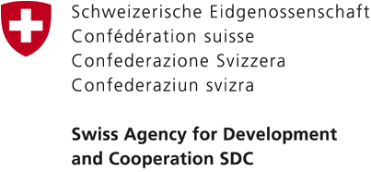 Schweizerische Eidgenossenschaft
Confédération suisse
Confederazione Svizzera
Confederaziun svizra
Swiss Agency for Development
and Cooperation SDC